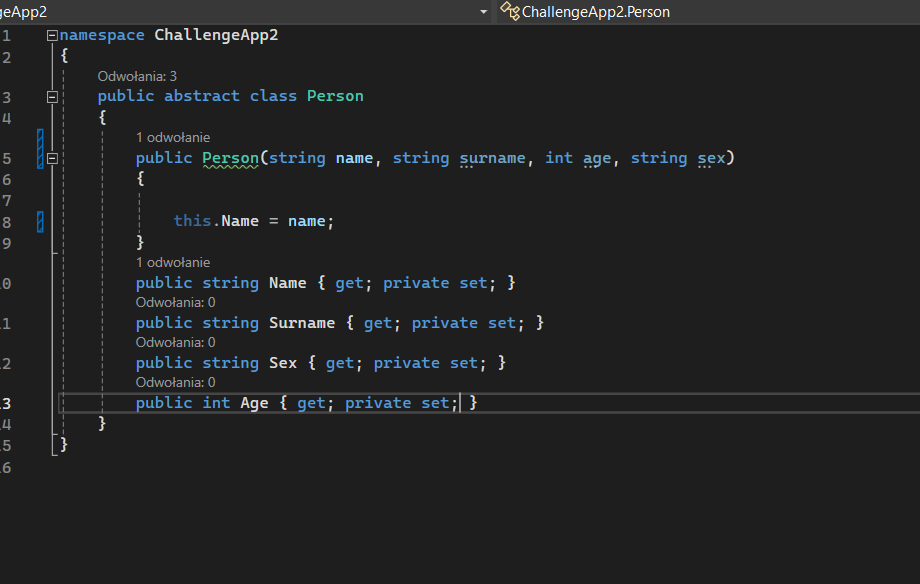 geApp2 ChallengeApp2.Person
1 namespace ChallengeApp2
2 {
Odwołania: 3
3 public abstract class Person
4 {
1 odwołanie
5 public Person(string name, string surname, int age, string sex)
6 {
7
8 this.Name = name;
9 }
1 odwołanie
0 public string Name { get; private set; }
Odwołania: 0
1 public string Surname { get; private set; }
Odwołania: 0
2 public string Sex { get; private set; }
Odwołania: 0
3 public int Age { get; private set; }
4 }
5 }
6